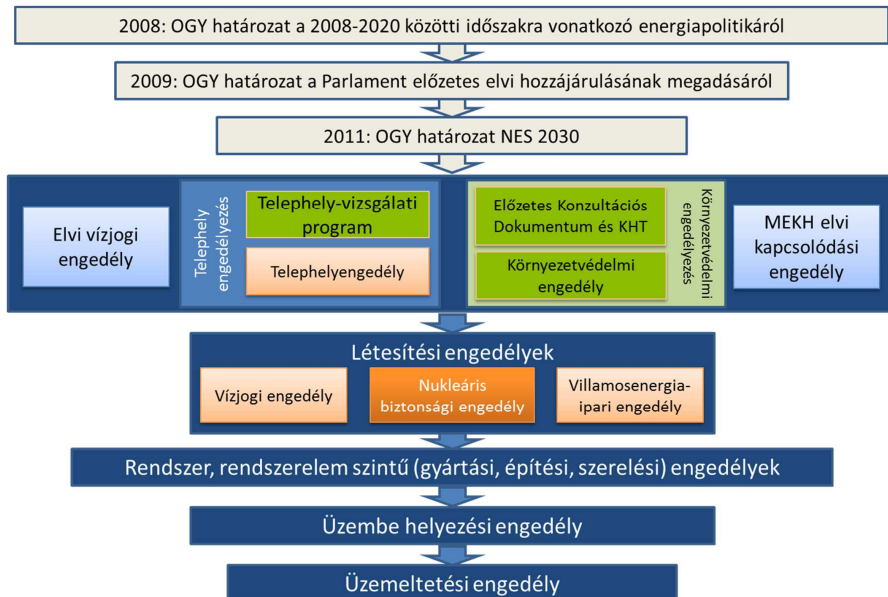 2008: OGY határozat a 2008-2020 közötti időszakra vonatkozó energiapolitikáról
2009: OGY határozat a Parlament előzetes elvi hozzájárulásának megadásáról
2011: OGY határozat NES 2030
Elvi vízjogi
engedély
Telephely
engedélyezés
Telephely-vizsgálati
program
Telephelyengedély
Előzetes Konzultációs
Dokumentum és KHT
Környezetvédelmi
engedély
Környezetvédelmi
engedélyezés
MEKH elvi
kapcsolódási
engedély
Létesítési engedélyek
Vízjogi engedély
Nukleáris
biztonsági engedély
Villamosenergia-
ipari engedély
Rendszer, rendszerelem szintű (gyártási, építési, szerelési) engedélyek
Üzembe helyezési engedély
Üzemeltetési engedély